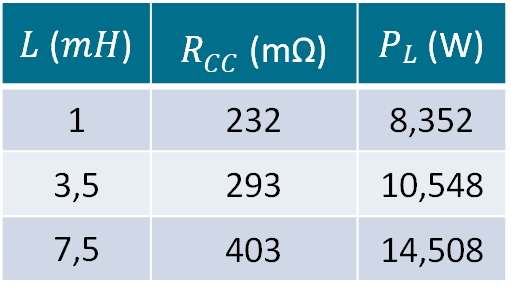 L (mH) R_CC (mΩ) P_L (W)
1 232 8,352
3,5 293 10,548
7,5 403 14,508